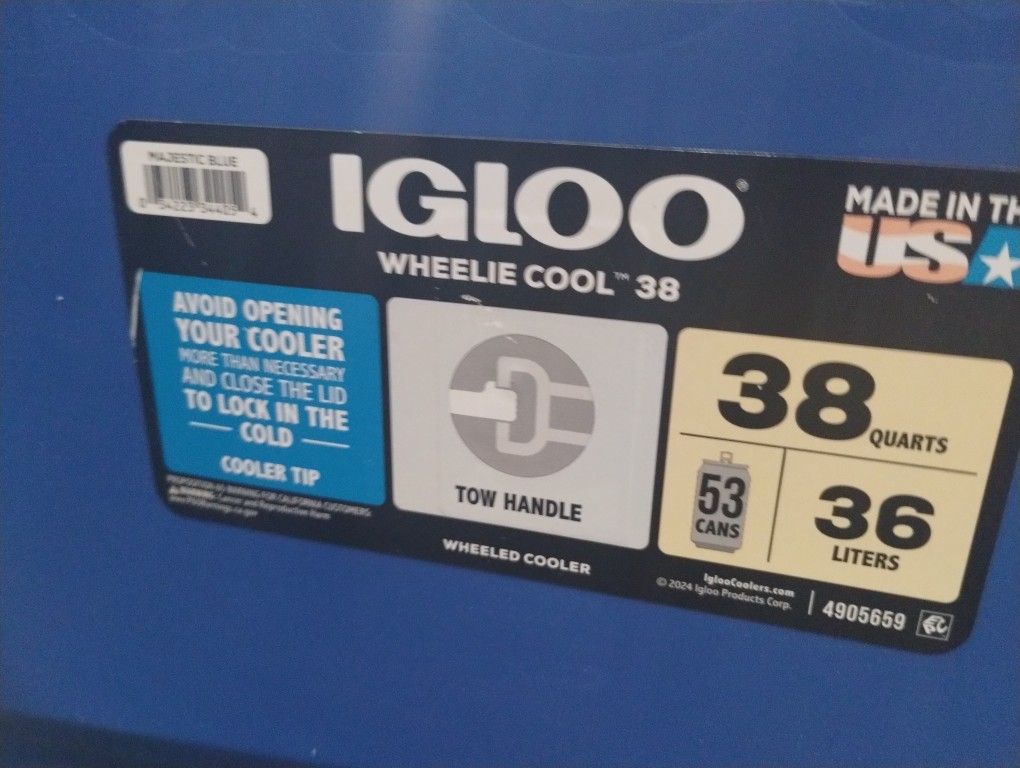 MAJESTIC BLUE
IGLOO®
WHEELIE COOL™ 38
MADE IN TH
US
AVOID OPENING
YOUR COOLER
MORE THAN NECESSARY
AND CLOSE THE LID
TO LOCK IN THE
COLD
COOLER TIP
TOW HANDLE
38
QUARTS
53
CANS
36
LITERS
WHEELED COOLER
IglooCoolers.com
© 2024 Igloo Products Corp.
4905659